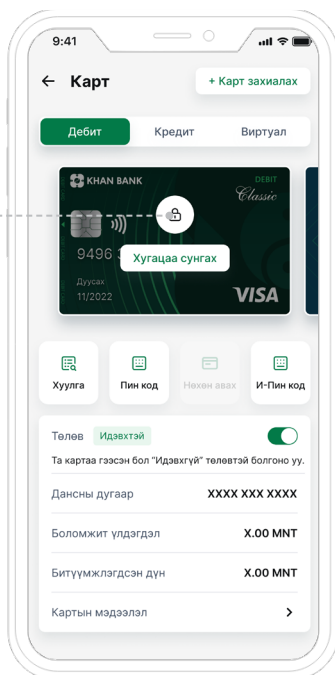 9:41
Карт
+ Карт захиалах
Дебит Кредит Виртуал
KHAN BANK
DEBIT
Classic
9496
Хугацаа сунгах
Дуусах
11/2022
VISA
Хуулга Пин код Нөхөн авах И-Пин код
Төлөв Идэвхтэй
Та картаа гээсэн бол "Идэвхгүй" төлөвтэй болгоно уу.
Дансны дугаар XXXX XXX XXXX
Боломжит үлдэгдэл X.00 MNT
Битүүмжлэгдсэн дүн X.00 MNT
Картын мэдээлэл